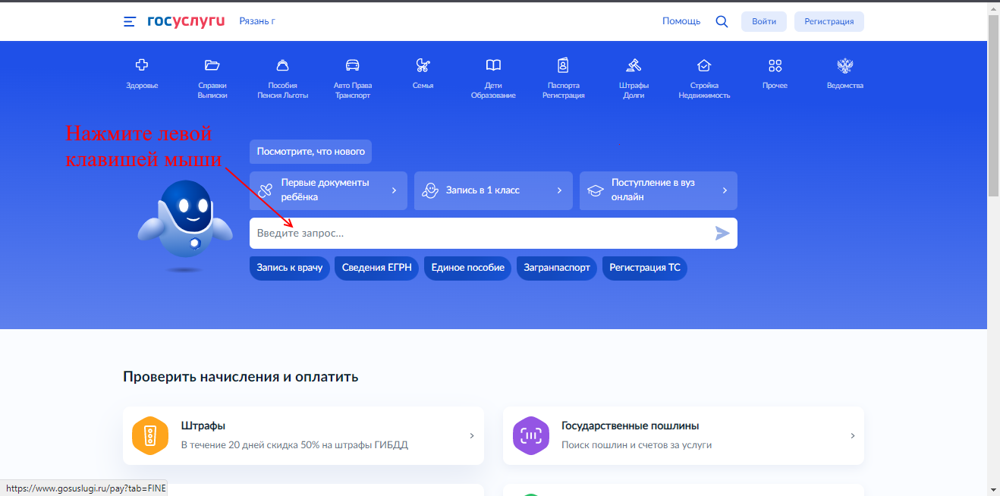 госуслуги Рязань г Помощь Войти Регистрация
Здоровье
Справки
Выписки
Пособия
Пенсия Льготы
Авто Права
Транспорт
Семья
Дети
Образование
Паспорта
Регистрация
Штрафы
Долги
Стройка
Недвижимость
Прочее
Ведомства
Нажмите левой
клавишей мыши
Посмотрите, что нового
Первые документы
ребёнка
Запись в 1 класс
Поступление в вуз
онлайн
Введите запрос...
Запись к врачу Сведения ЕГРН Единое пособие Загранпаспорт Регистрация ТС
Проверить начисления и оплатить
Штрафы
В течение 20 дней скидка 50% на штрафы ГИБДД
Государственные пошлины
Поиск пошлин и счетов за услуги
https://www.gosuslugi.ru/pay?tab=FINE